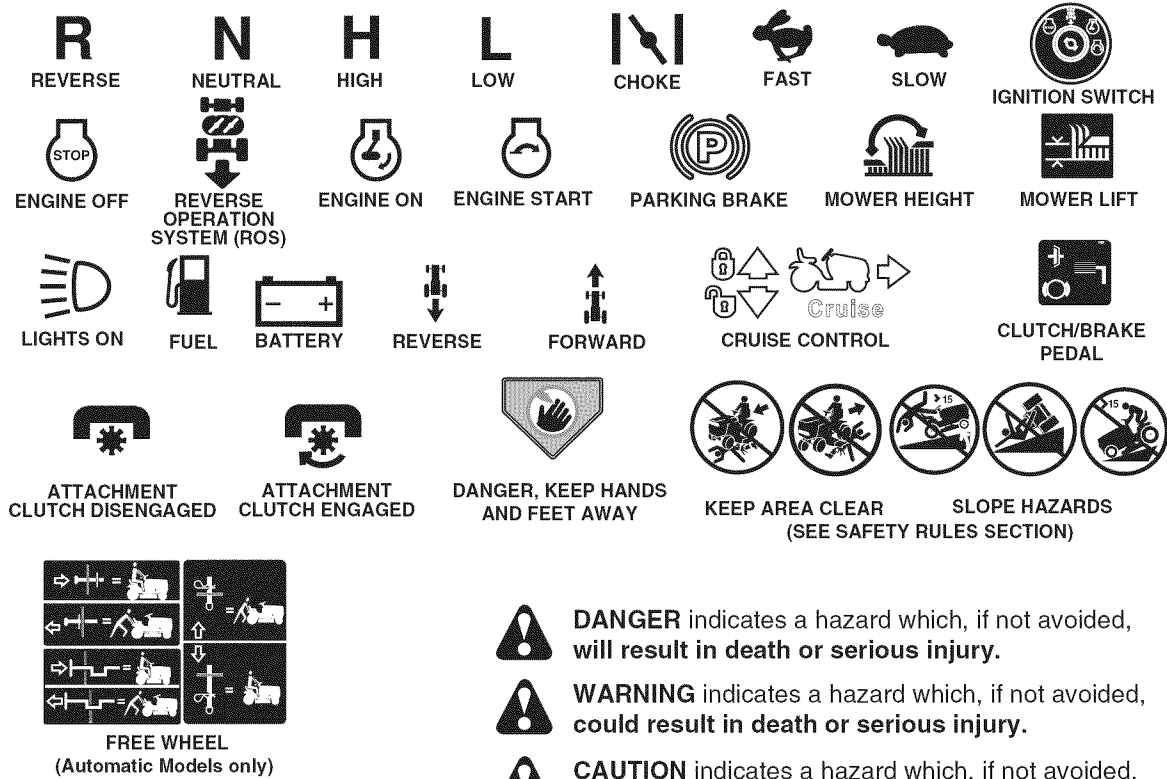 R N H L
REVERSE NEUTRAL HIGH LOW CHOKE FAST SLOW
IGNITION SWITCH
STOP P
ENGINE OFF REVERSE OPERATION SYSTEM (ROS) ENGINE ON ENGINE START PARKING BRAKE MOWER HEIGHT MOWER LIFT
Cruise
LIGHTS ON FUEL BATTERY REVERSE FORWARD CRUISE CONTROL CLUTCH/BRAKE
PEDAL
15 15
ATTACHMENT
CLUTCH DISENGAGED
ATTACHMENT
CLUTCH ENGAGED
DANGER, KEEP HANDS
AND FEET AWAY
KEEP AREA CLEAR SLOPE HAZARDS
(SEE SAFETY RULES SECTION)
FREE WHEEL
(Automatic Models only)
DANGER indicates a hazard which, if not avoided,
will result in death or serious injury.
WARNING indicates a hazard which, if not avoided,
could result in death or serious injury.
CAUTION indicates a hazard which, if not avoided,